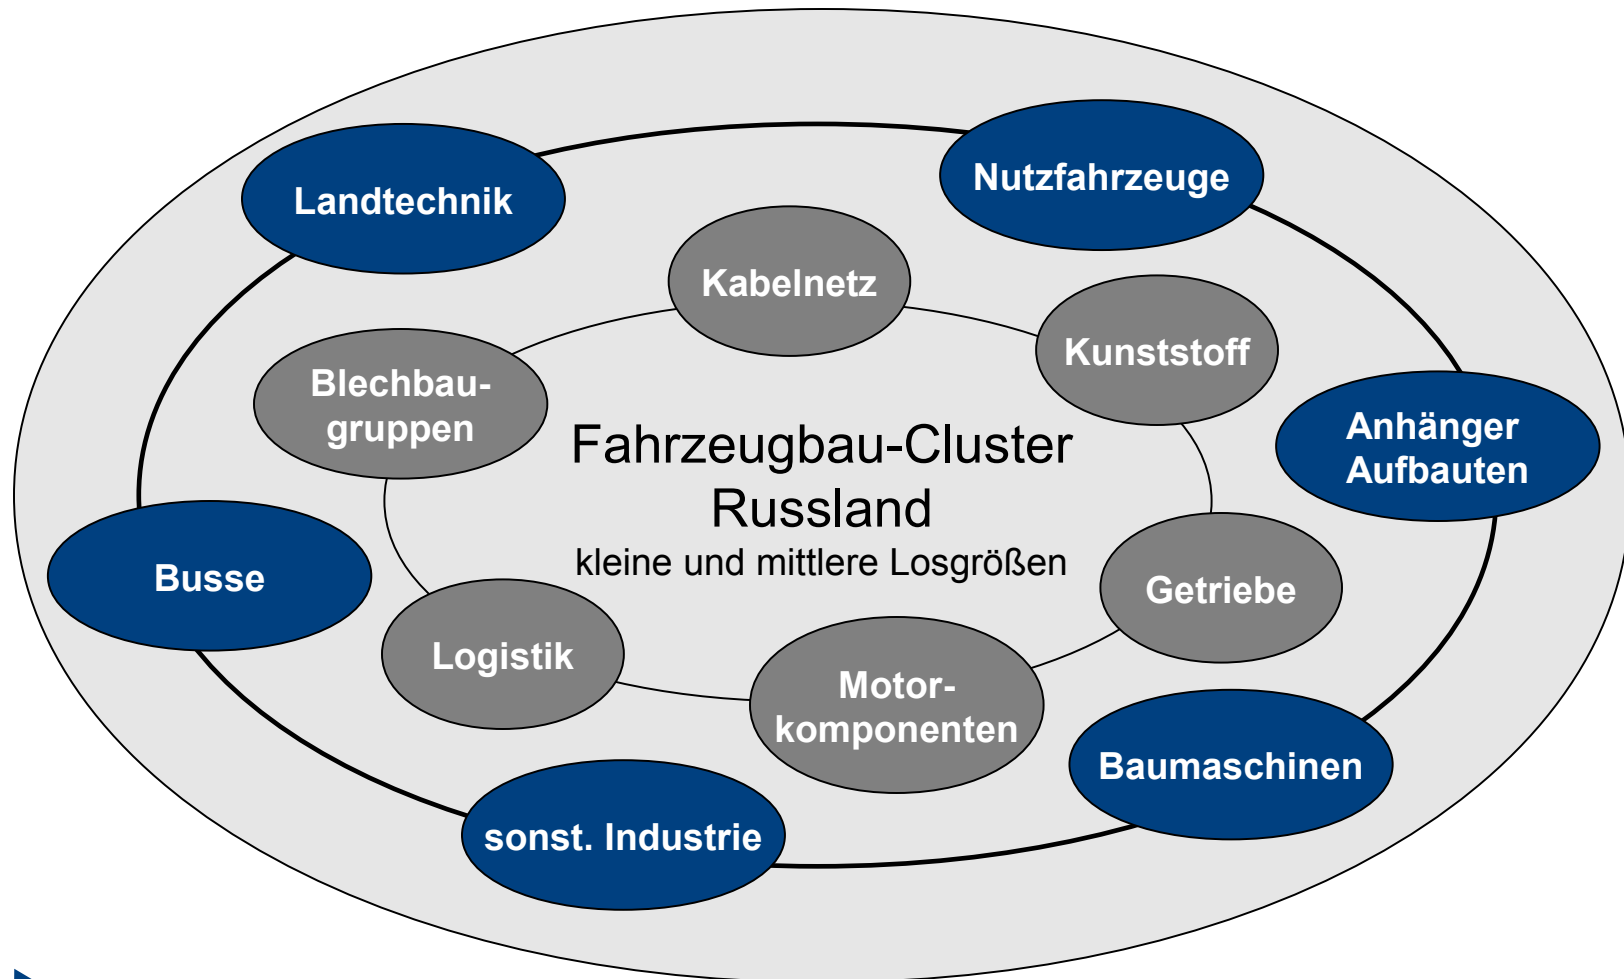 Landtechnik
Nutzfahrzeuge
Kabelnetz
Kunststoff
Blechbau-
gruppen
Anhänger
Aufbauten
Fahrzeugbau-Cluster
Russland
kleine und mittlere Losgrößen
Busse
Getriebe
Logistik
Motor-
komponenten
Baumaschinen
sonst. Industrie